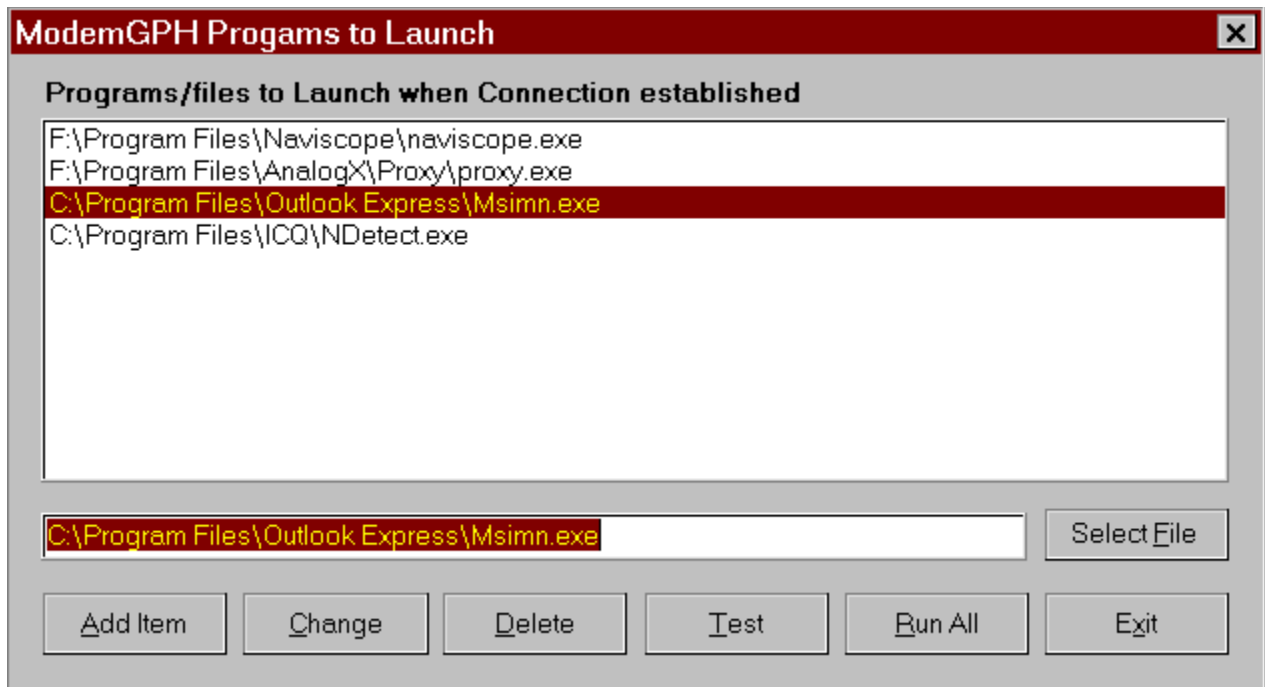 ModemGPH Progams to Launch
Programs/files to Launch when Connection established
F:\Program Files\Naviscope\naviscope.exe
F:\Program Files\AnalogX\Proxy\proxy.exe
C:\Program Files\Outlook Express\Msimn.exe
C:\Program Files\ICQ\NDetect.exe
C:\Program Files\Outlook Express\Msimn.exe
Select File
Add Item Change Delete Test Run All Exit